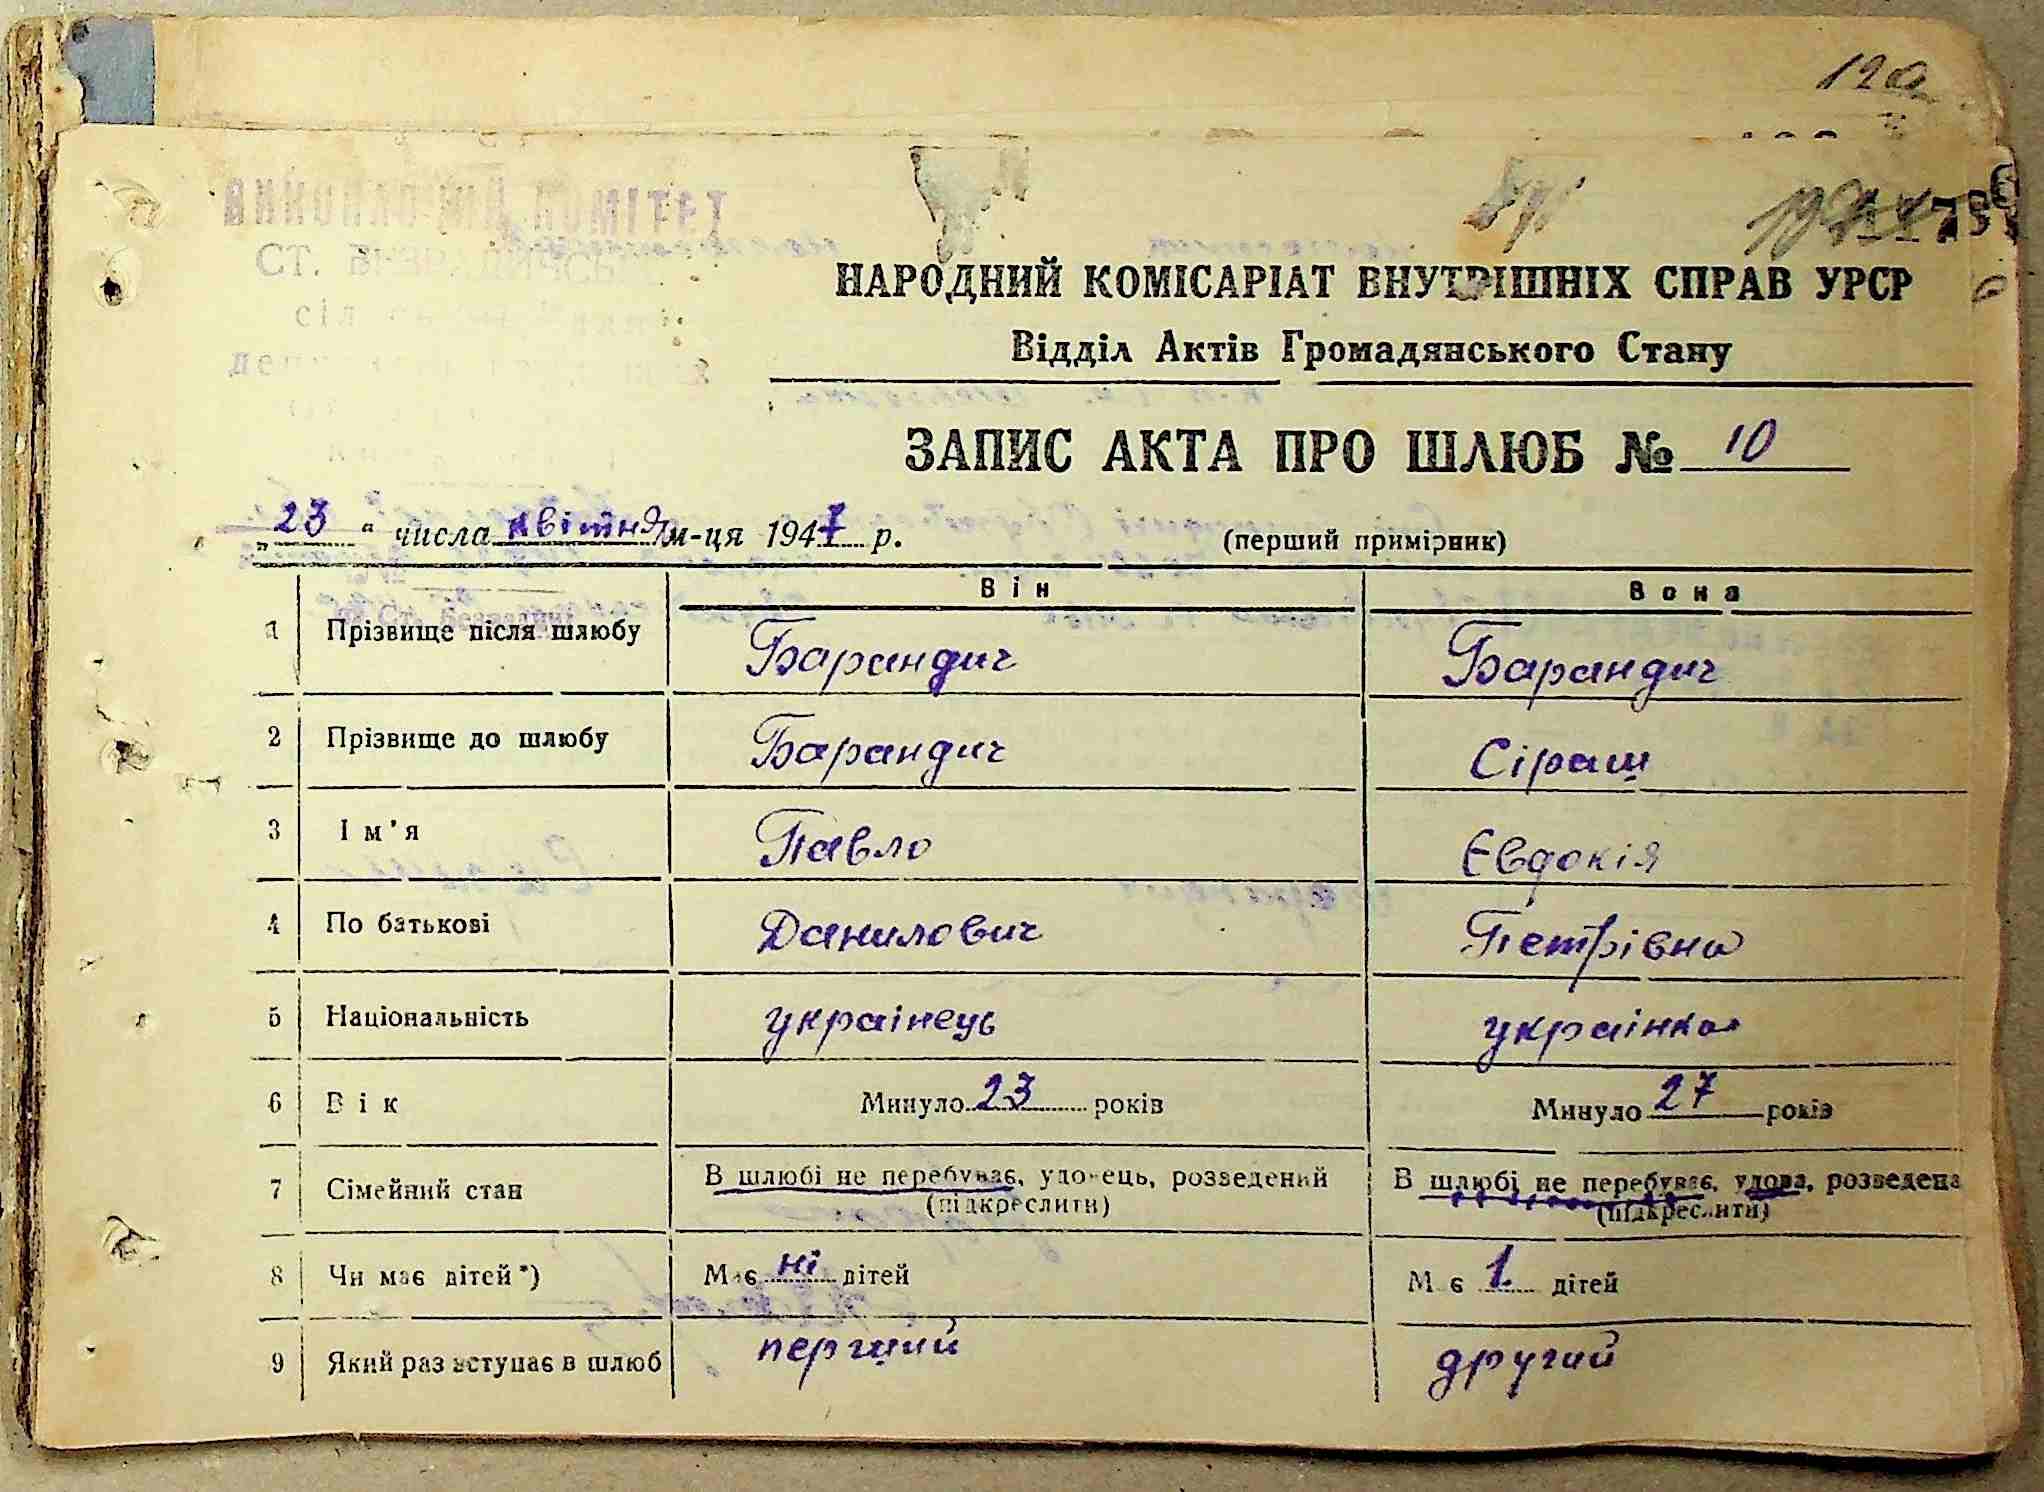 120
НАРОДНИЙ КОМІСАРІАТ ВНУТРІШНІХ СПРАВ УРСР
Відділ Актів Громадянського Стану
ЗАПИС АКТА ПРО ШЛЮБ № 10
„ 23 “ числа квітня м-ця 1947 р. (перший примірник)
Він Вона
1 Прізвище після шлюбу Барандич Барандич
2 Прізвище до шлюбу Барандич Сіраш
3 Ім'я Павло Євдокія
4 По батькові Данилович Петрівна
5 Національність украінець украінка
6 Вік Минуло 23 років Минуло 27 років
7 Сімейний стан В шлюбі не перебуває, удовець, розведений (підкреслити) В шлюбі не перебуває, удова, розведена (підкреслити)
8 Чи має дітей*) Має ні дітей Має 1 дітей
9 Який раз вступає в шлюб перший другий